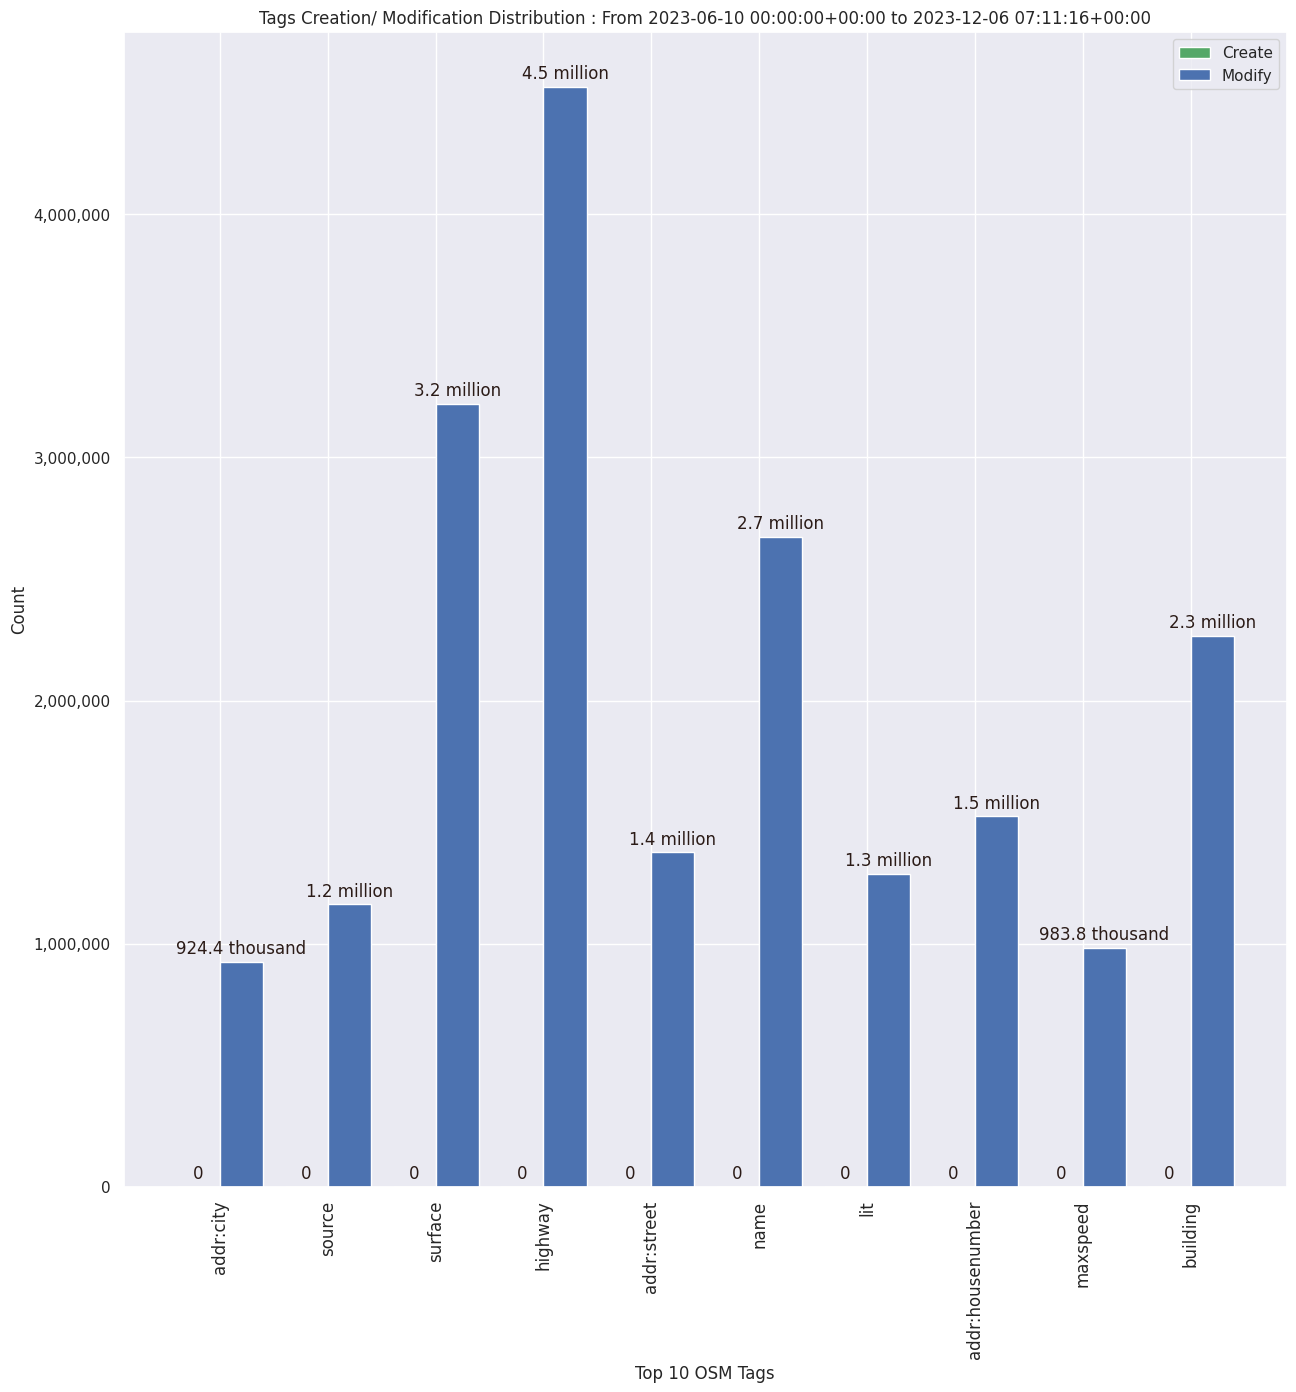 Tags Creation/ Modification Distribution : From 2023-06-10 00:00:00+00:00 to 2023-12-06 07:11:16+00:00
Create
Modify
4.5 million
4,000,000
3.2 million
3,000,000
2.7 million
2.3 million
2,000,000
1.5 million
1.4 million
1.3 million
1.2 million
983.8 thousand
924.4 thousand
1,000,000
0 0 0 0 0 0 0 0 0 0
0
Count
addr:city
source
surface
highway
addr:street
name
lit
addr:housenumber
maxspeed
building
Top 10 OSM Tags